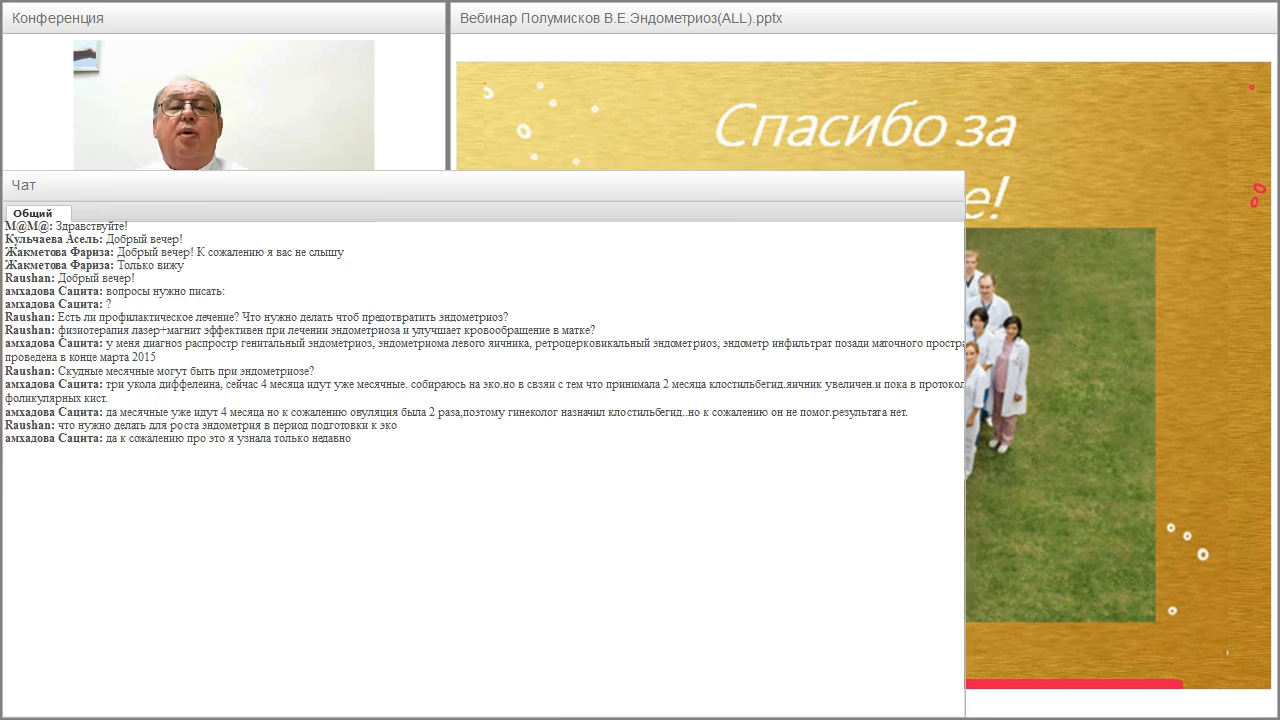 Конференция
Вебинар Полумисков В.Е.Эндометриоз(ALL).pptx
Спасибо за
е!
Чат
Общий
M@M@: Здравствуйте!
Кульчаева Асель: Добрый вечер!
Жакметова Фариза: Добрый вечер! К сожалению я вас не слышу
Жакметова Фариза: Только вижу
Raushan: Добрый вечер!
амхадова Сацита: вопросы нужно писать:
амхадова Сацита: ?
Raushan: Есть ли профилактическое лечение? Что нужно делать чтоб предотвратить эндометриоз?
Raushan: физиотерапия лазер+магнит эффективен при лечении эндометриоза и улучшает кровообращение в матке?
амхадова Сацита: у меня диагноз распростр генитальный эндометриоз, эндометриома левого яичника, ретроцерковикальный эндометриоз, эндометр инфильтрат позади маточного простра
проведена в конце марта 2015
Raushan: Скудные месячные могут быть при эндометриозе?
амхадова Сацита: три укола диффелеина, сейчас 4 месяца идут уже месячные. собираюсь на эко.но в свзяи с тем что принимала 2 месяца клостильбегид.яичник увеличен.и пока в протокол
фоликулярных кист.
амхадова Сацита: да месячные уже идут 4 месяца но к сожалению овуляция была 2 раза,поэтому гинеколог назначил клостильбегид..но к сожалению он не помог.результата нет.
Raushan: что нужно делать для роста эндометрия в период подготовки к эко
амхадова Сацита: да к сожалению про это я узнала только недавно